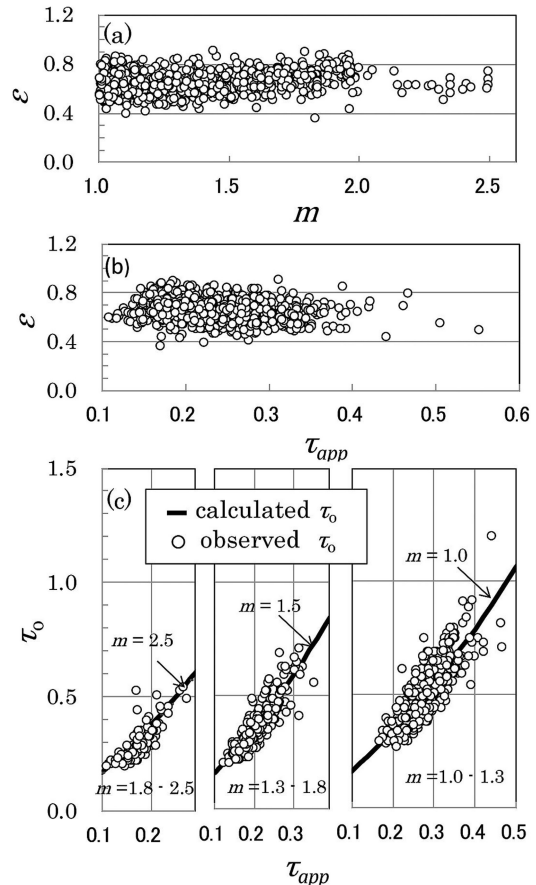 (a)
ε
1.2
0.8
0.4
0.0
1.0 1.5 2.0 2.5
m
(b)
ε
1.2
0.8
0.4
0.0
0.1 0.2 0.3 0.4 0.5 0.6
τapp
(c)
τo
1.5
1.0
0.5
0.0
calculated τo
observed τo
m = 2.5
m = 1.5
m = 1.0
m = 1.8 - 2.5
m = 1.3 - 1.8
m = 1.0 - 1.3
0.1 0.2 0.1 0.2 0.3 0.1 0.2 0.3 0.4 0.5
τapp